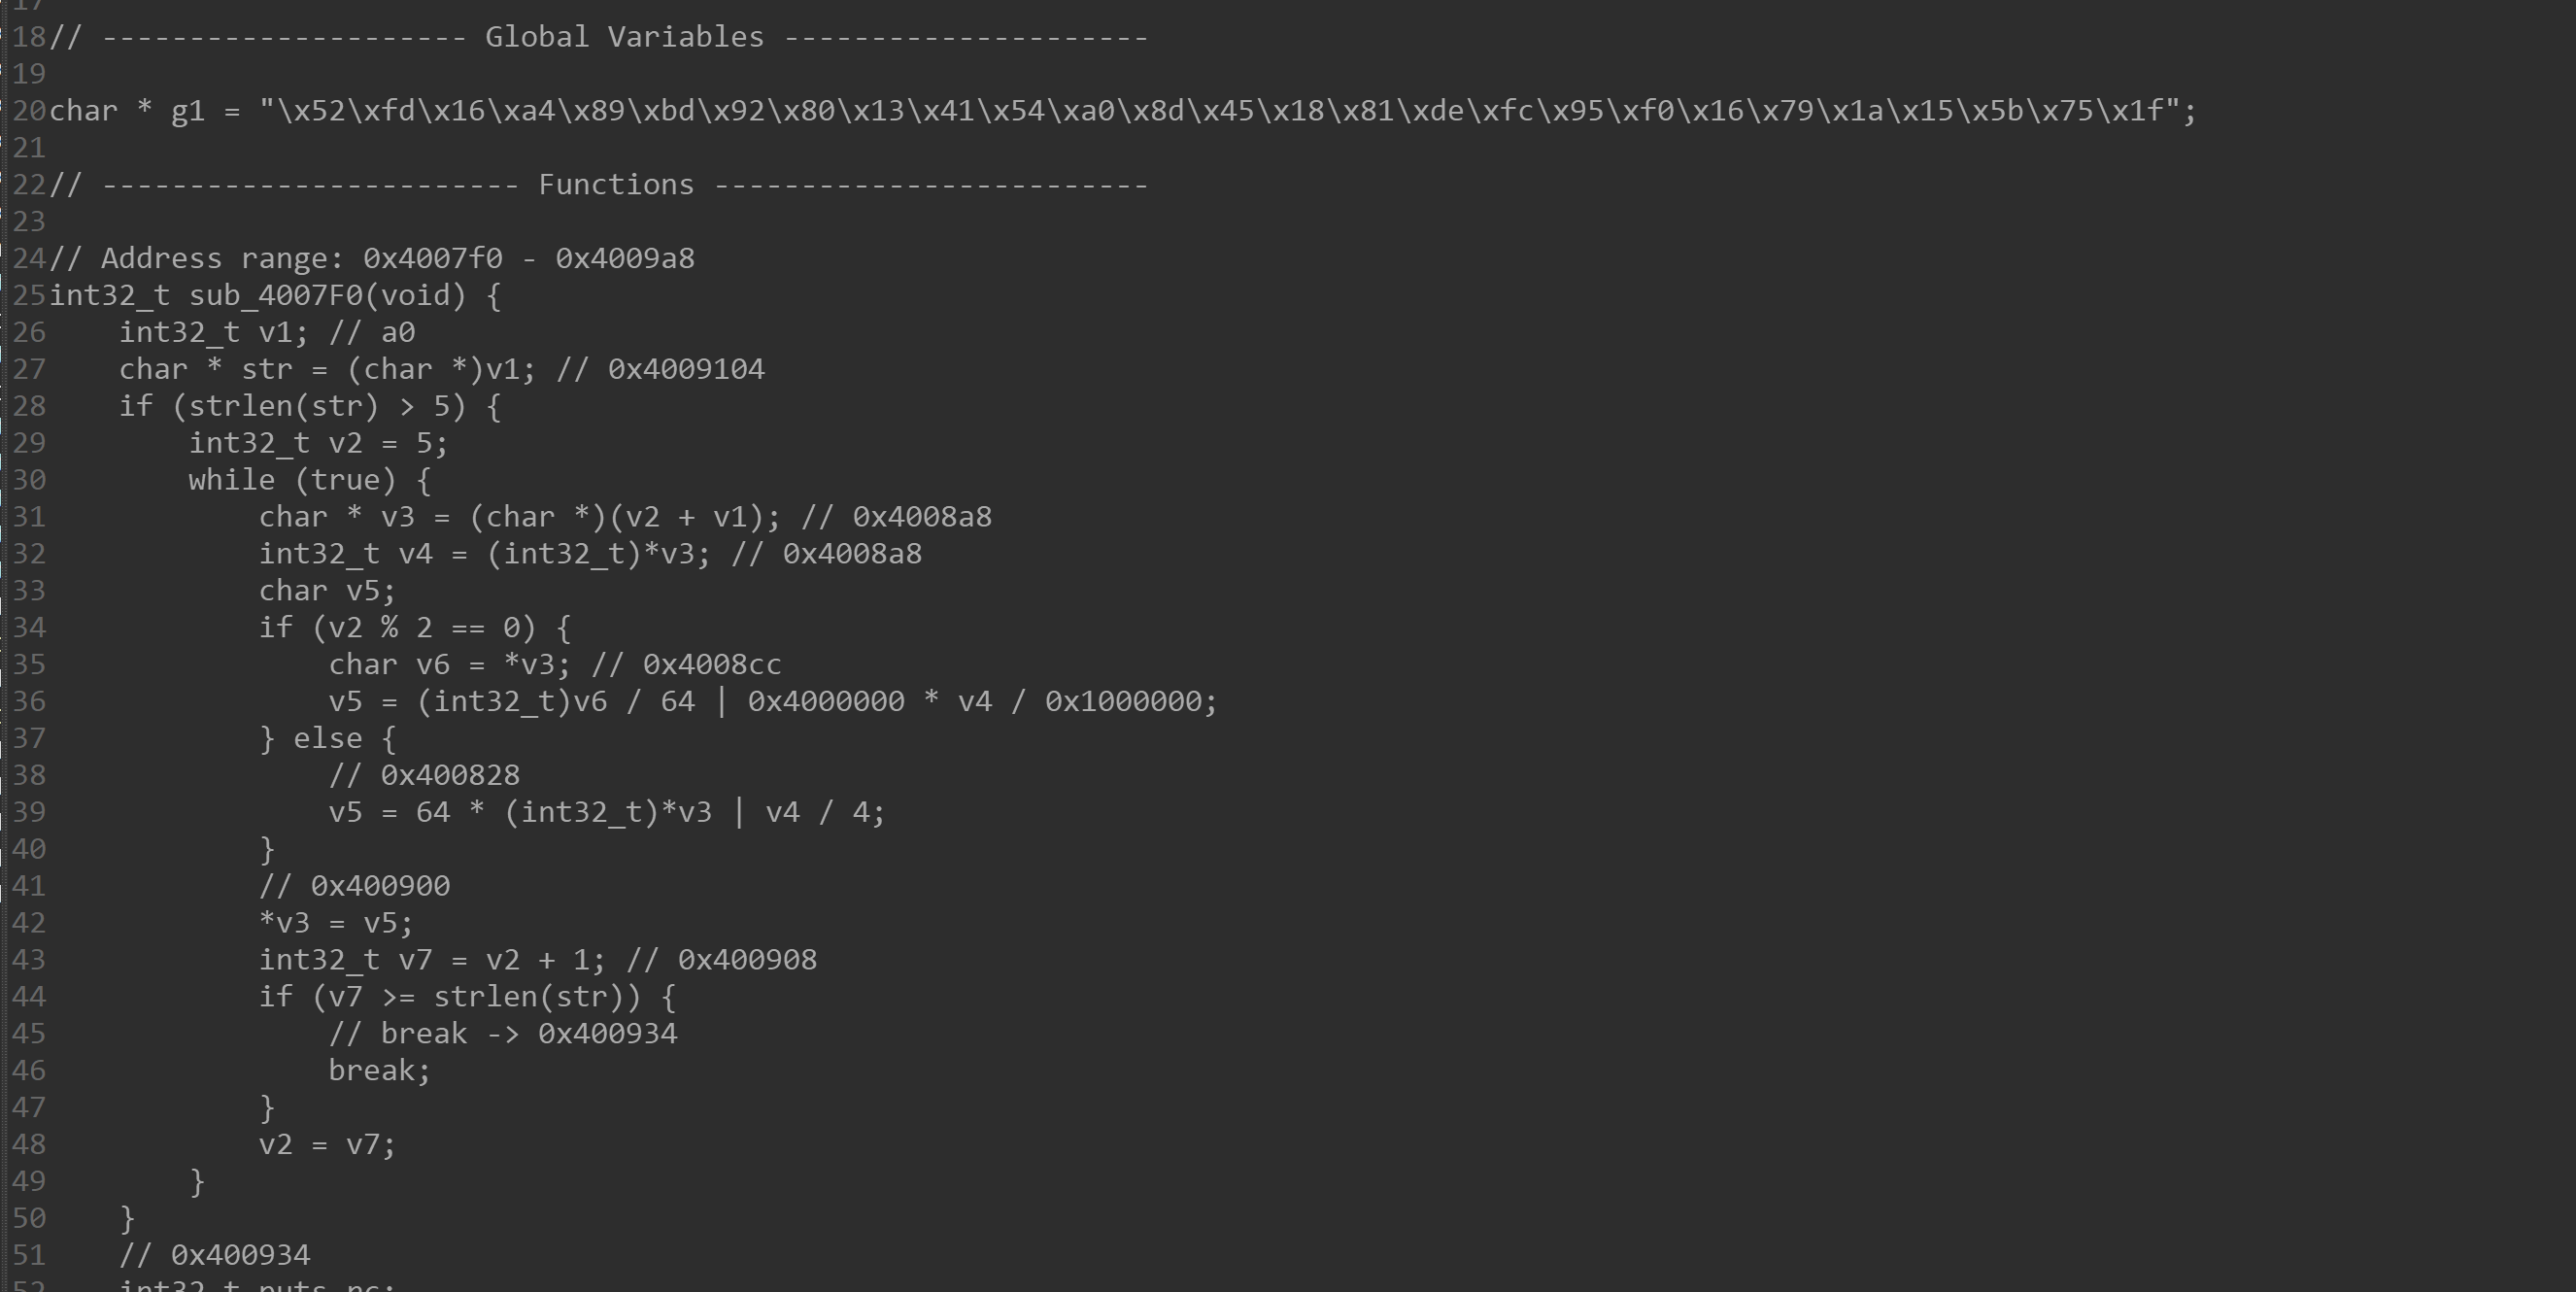 17
18// --------------------- Global Variables ---------------------
19
20char * g1 = "\x52\xfd\x16\xa4\x89\xbd\x92\x80\x13\x41\x54\xa0\x8d\x45\x18\x81\xde\xfc\x95\xf0\x16\x79\x1a\x15\x5b\x75\x1f";
21
22// ------------------------ Functions -------------------------
23
24// Address range: 0x4007f0 - 0x4009a8
25int32_t sub_4007F0(void) {
26    int32_t v1; // a0
27    char * str = (char *)v1; // 0x4009104
28    if (strlen(str) > 5) {
29        int32_t v2 = 5;
30        while (true) {
31            char * v3 = (char *)(v2 + v1); // 0x4008a8
32            int32_t v4 = (int32_t)*v3; // 0x4008a8
33            char v5;
34            if (v2 % 2 == 0) {
35                char v6 = *v3; // 0x4008cc
36                v5 = (int32_t)v6 / 64 | 0x4000000 * v4 / 0x1000000;
37            } else {
38                // 0x400828
39                v5 = 64 * (int32_t)*v3 | v4 / 4;
40            }
41            // 0x400900
42            *v3 = v5;
43            int32_t v7 = v2 + 1; // 0x400908
44            if (v7 >= strlen(str)) {
45                // break -> 0x400934
46                break;
47            }
48            v2 = v7;
49        }
50    }
51    // 0x400934
52    int32_t puts_rc;